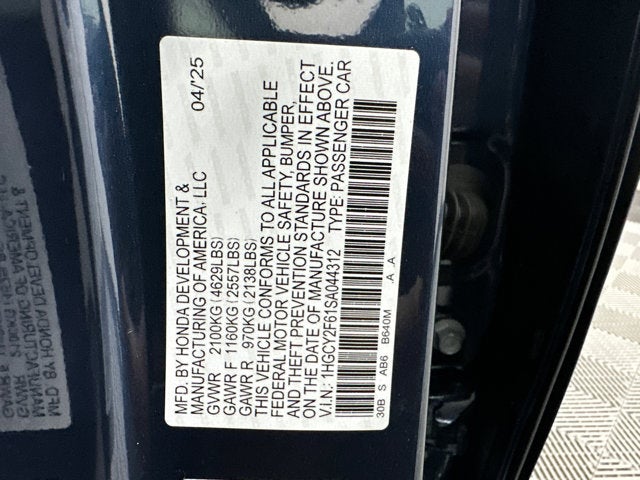 MFD. BY HONDA DEVELOPMENT &
MANUFACTURING OF AMERICA, LLC 04/'25
GVWR 2100KG (4629LBS)
GAWR F 1160KG (2557LBS)
GAWR R 970KG (2138LBS)
THIS VEHICLE CONFORMS TO ALL APPLICABLE
FEDERAL MOTOR VEHICLE SAFETY, BUMPER,
AND THEFT PREVENTION STANDARDS IN EFFECT
ON THE DATE OF MANUFACTURE SHOWN ABOVE.
V.I.N.: 1HGCY2F61SA044312 TYPE: PASSENGER CAR
30B S AB6 B640M .A .A